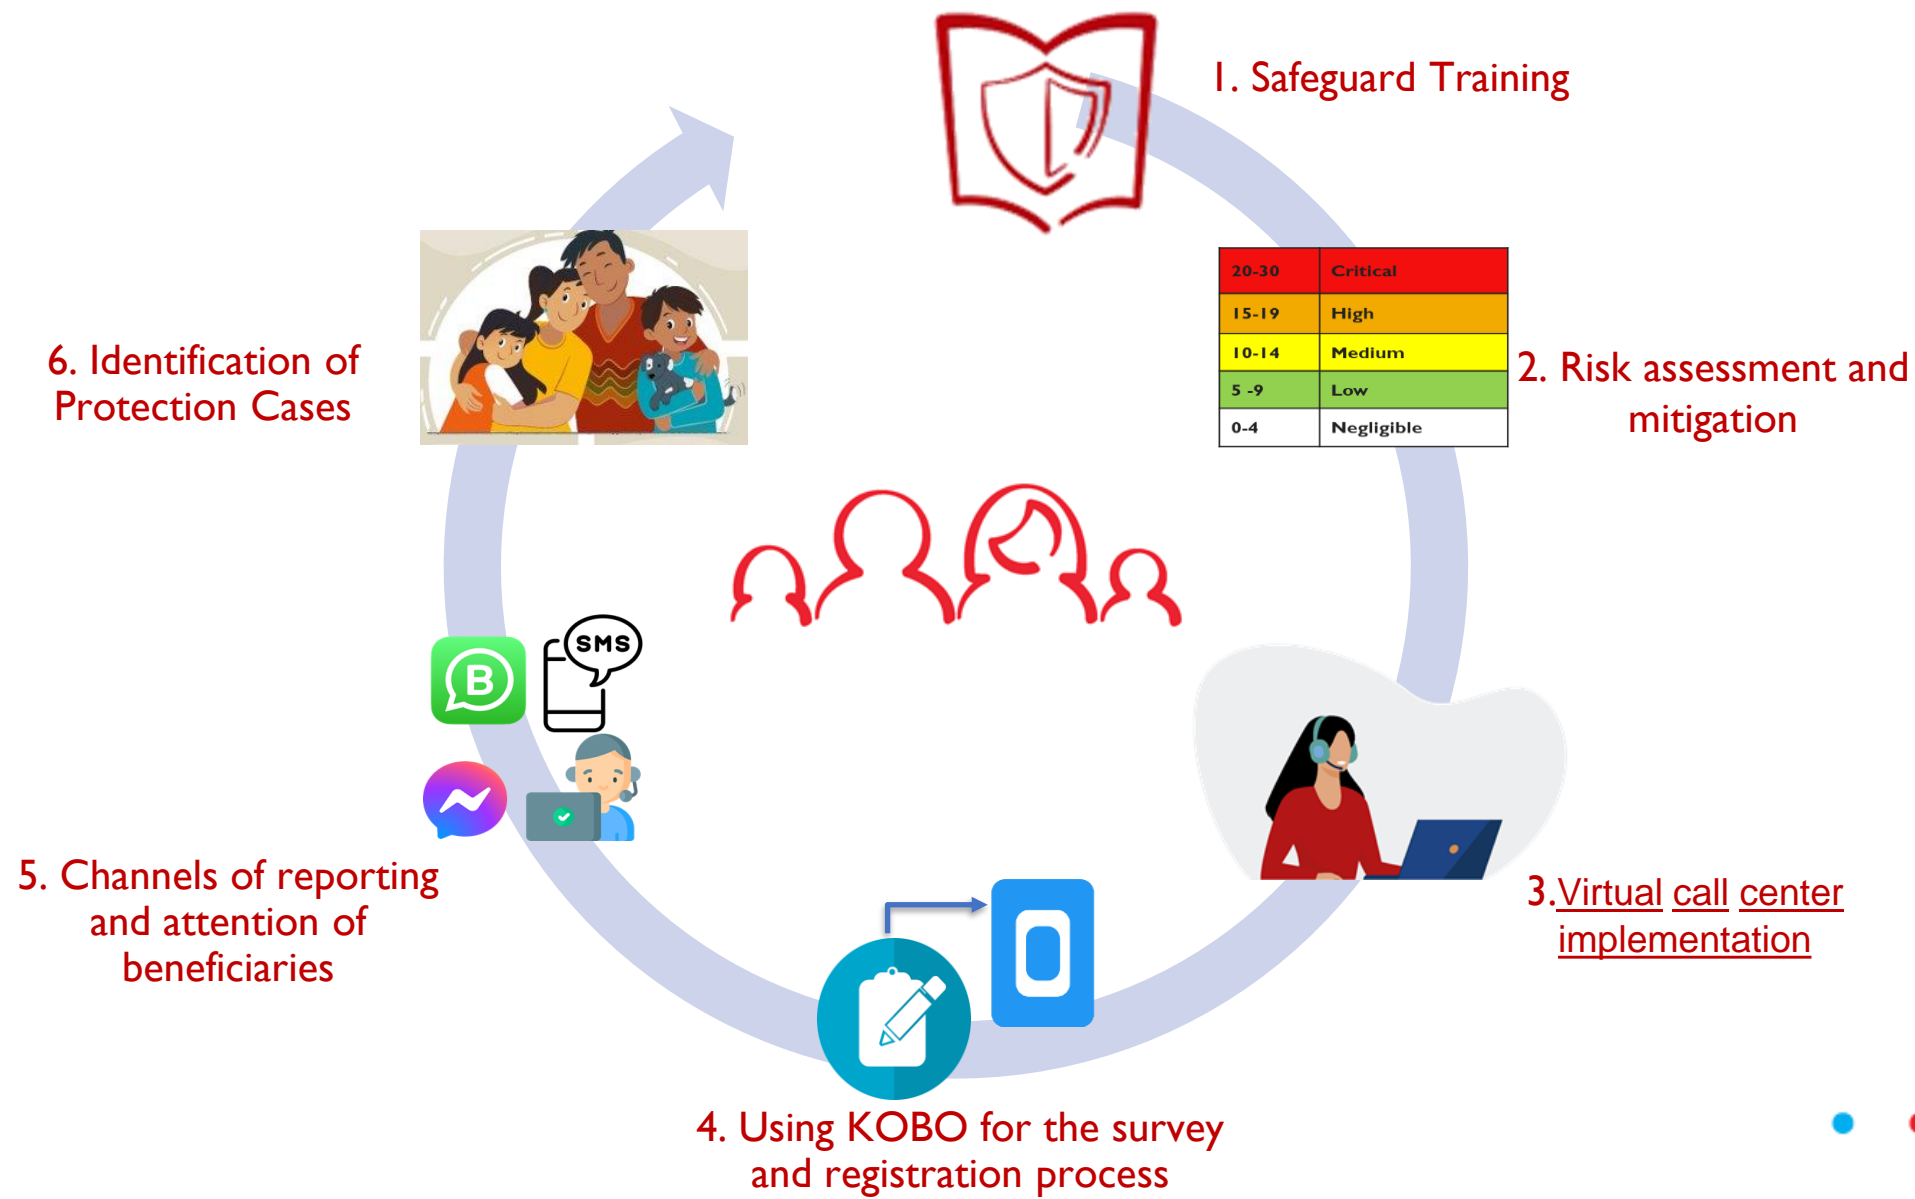 1. Safeguard Training
20-30 Critical
15-19 High
10-14 Medium
5 -9 Low
0-4 Negligible
2. Risk assessment and
mitigation
3.Virtual call center
implementation
4. Using KOBO for the survey
and registration process
5. Channels of reporting
and attention of
beneficiaries
B
SMS
6. Identification of
Protection Cases